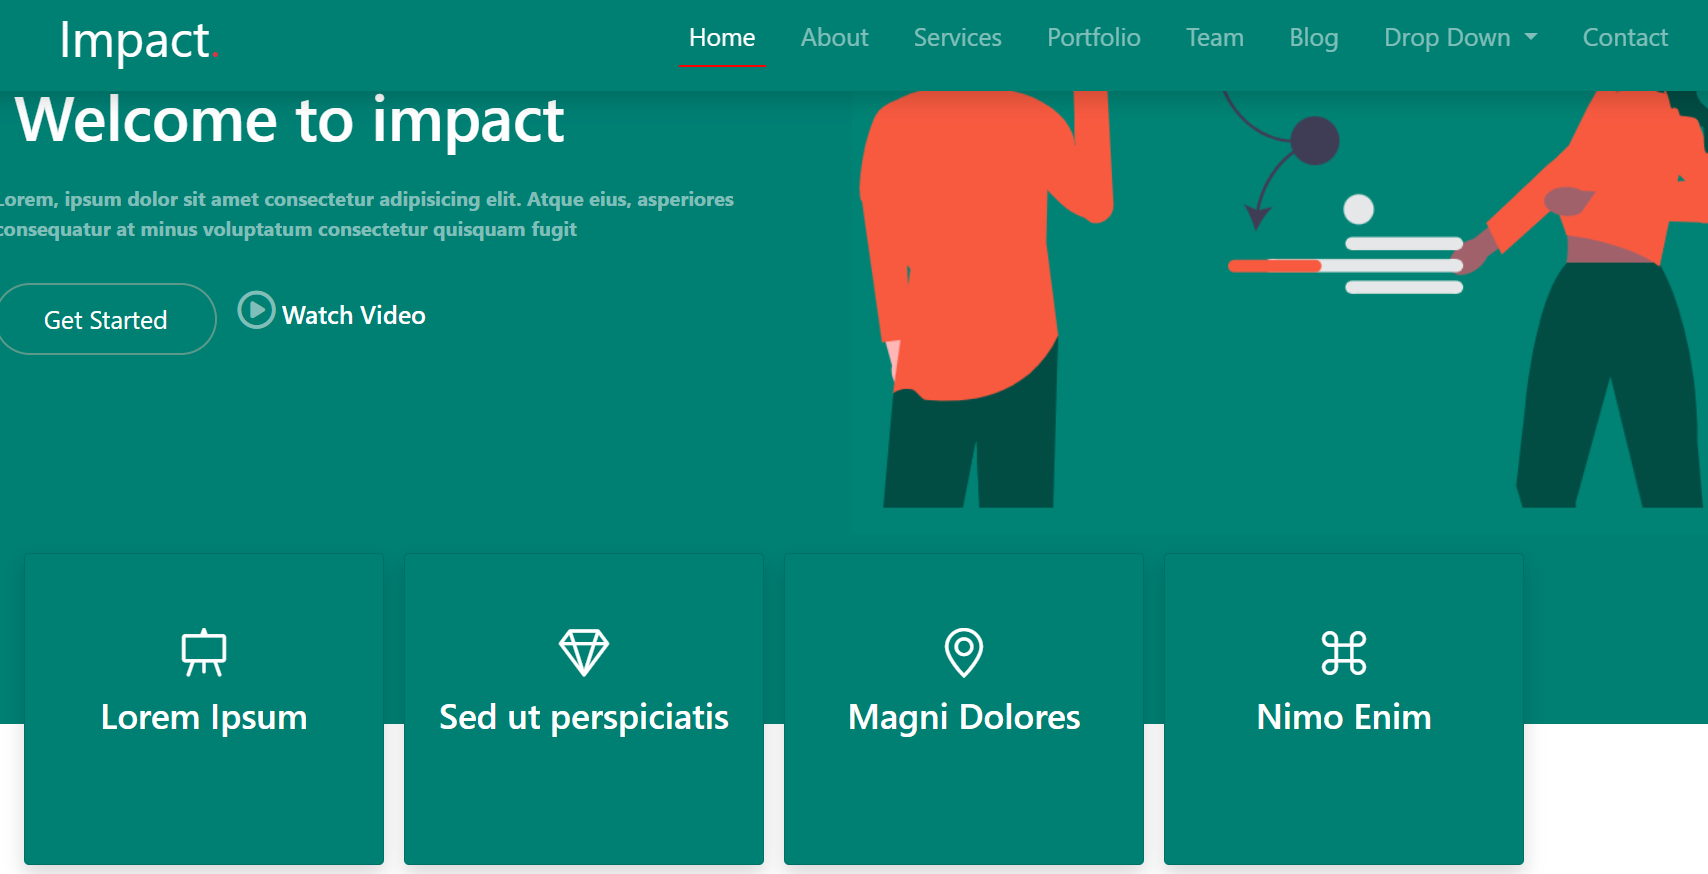 Impact.
Home About Services Portfolio Team Blog Drop Down Contact
Welcome to impact
Lorem, ipsum dolor sit amet consectetur adipisicing elit. Atque eius, asperiores
consequatur at minus voluptatum consectetur quisquam fugit
Get Started Watch Video
Lorem Ipsum
Sed ut perspiciatis
Magni Dolores
Nimo Enim